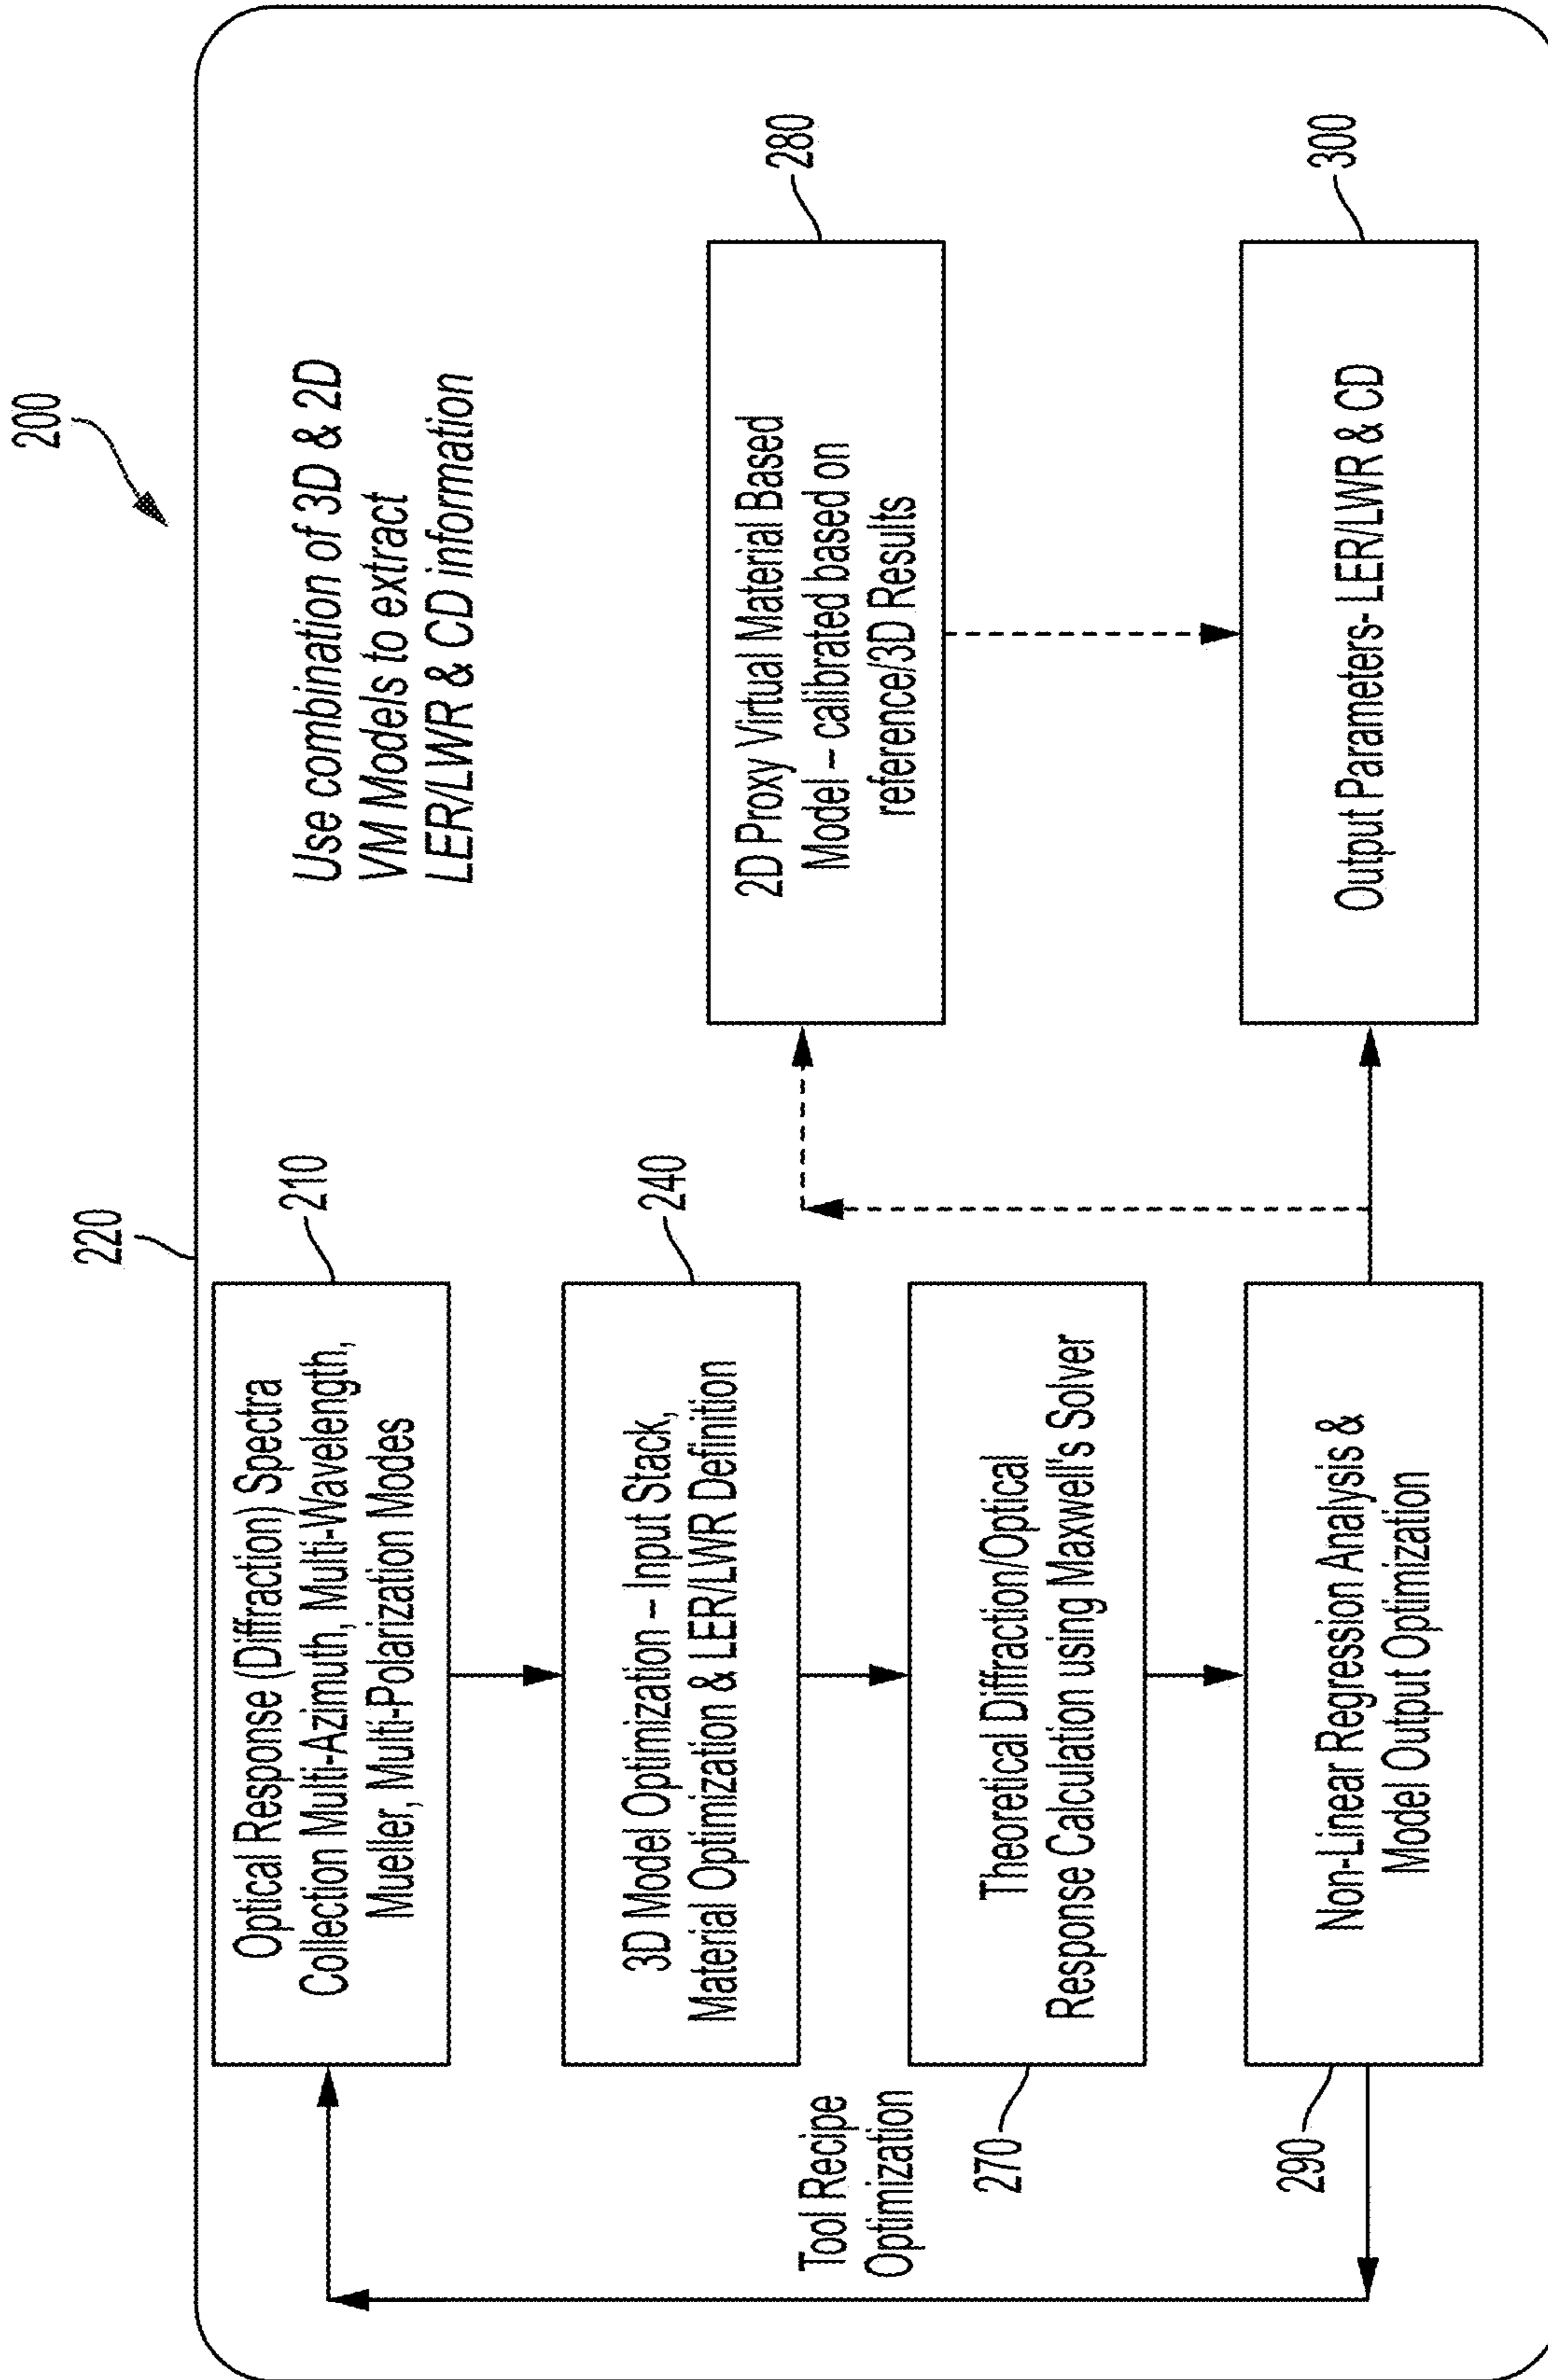 200
220
210
Optical Response (Diffraction) Spectra
Collection Multi-Azimuth, Multi-Wavelength,
Mueller, Multi-Polarization Modes
Use combination of 3D & 2D
VM Models to extract
LER/LWR & CD information
240
3D Model Optimization – Input Stack,
Material Optimization & LER/LWR Definition
Tool Recipe
Optimization
280
2D Proxy Virtual Material Based
Model – calibrated based on
reference/3D Results
270
Theoretical Diffraction/Optical
Response Calculation using Maxwell's Solver
290
Non-Linear Regression Analysis &
Model Output Optimization
300
Output Parameters- LER/LWR & CD